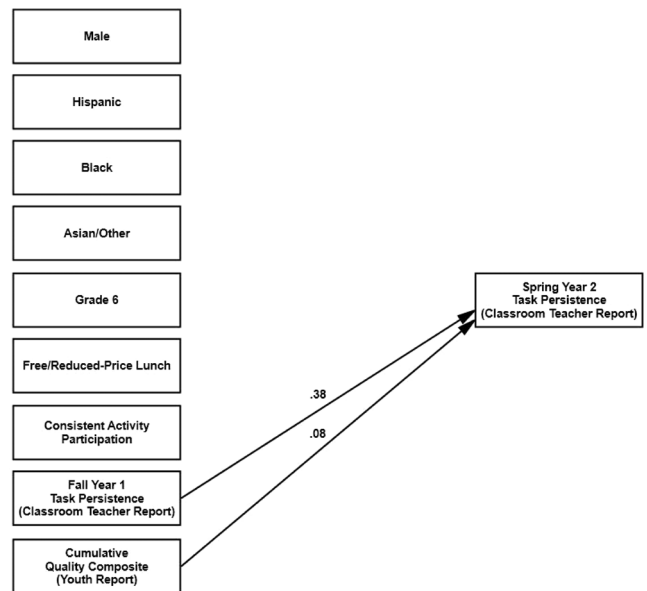 Male
Hispanic
Black
Asian/Other
Grade 6
Free/Reduced-Price Lunch
Consistent Activity
Participation
Fall Year 1
Task Persistence
(Classroom Teacher Report)
Cumulative
Quality Composite
(Youth Report)
.38
.08
Spring Year 2
Task Persistence
(Classroom Teacher Report)